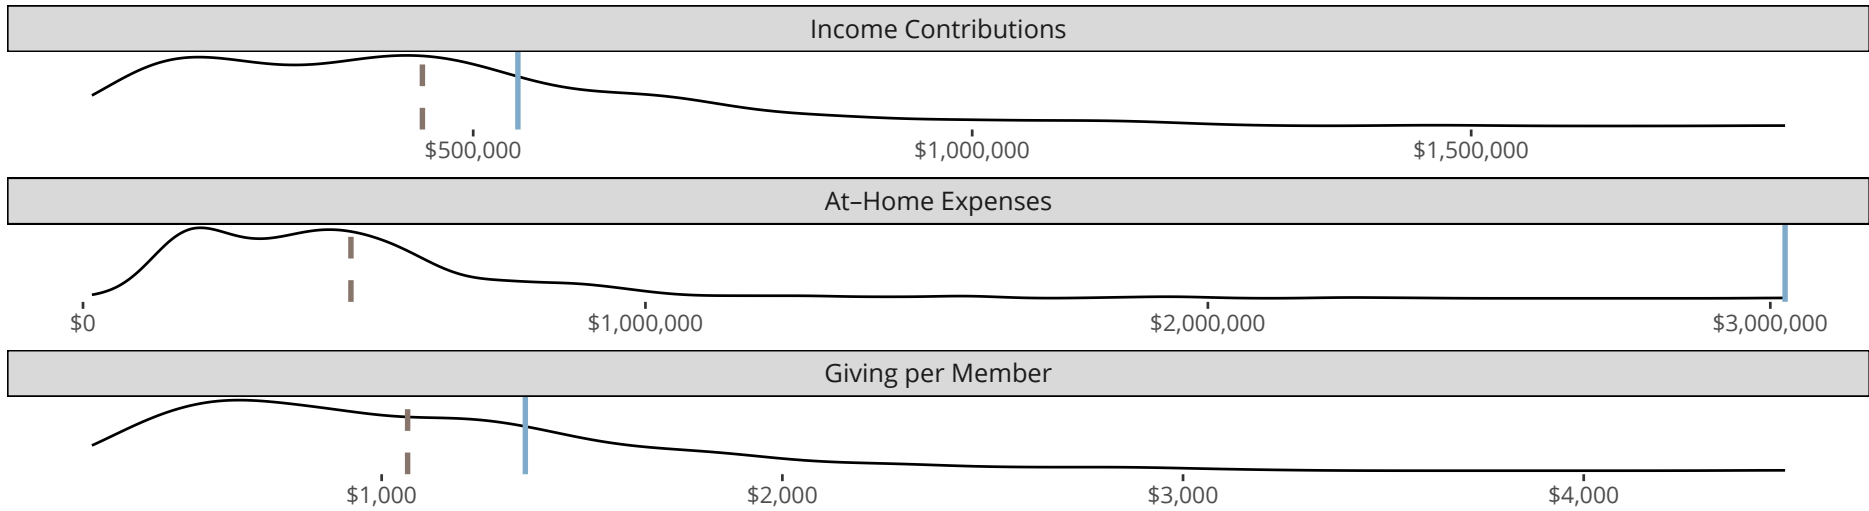 Income Contributions
$500,000 $1,000,000 $1,500,000
At–Home Expenses
$0 $1,000,000 $2,000,000 $3,000,000
Giving per Member
$1,000 $2,000 $3,000 $4,000